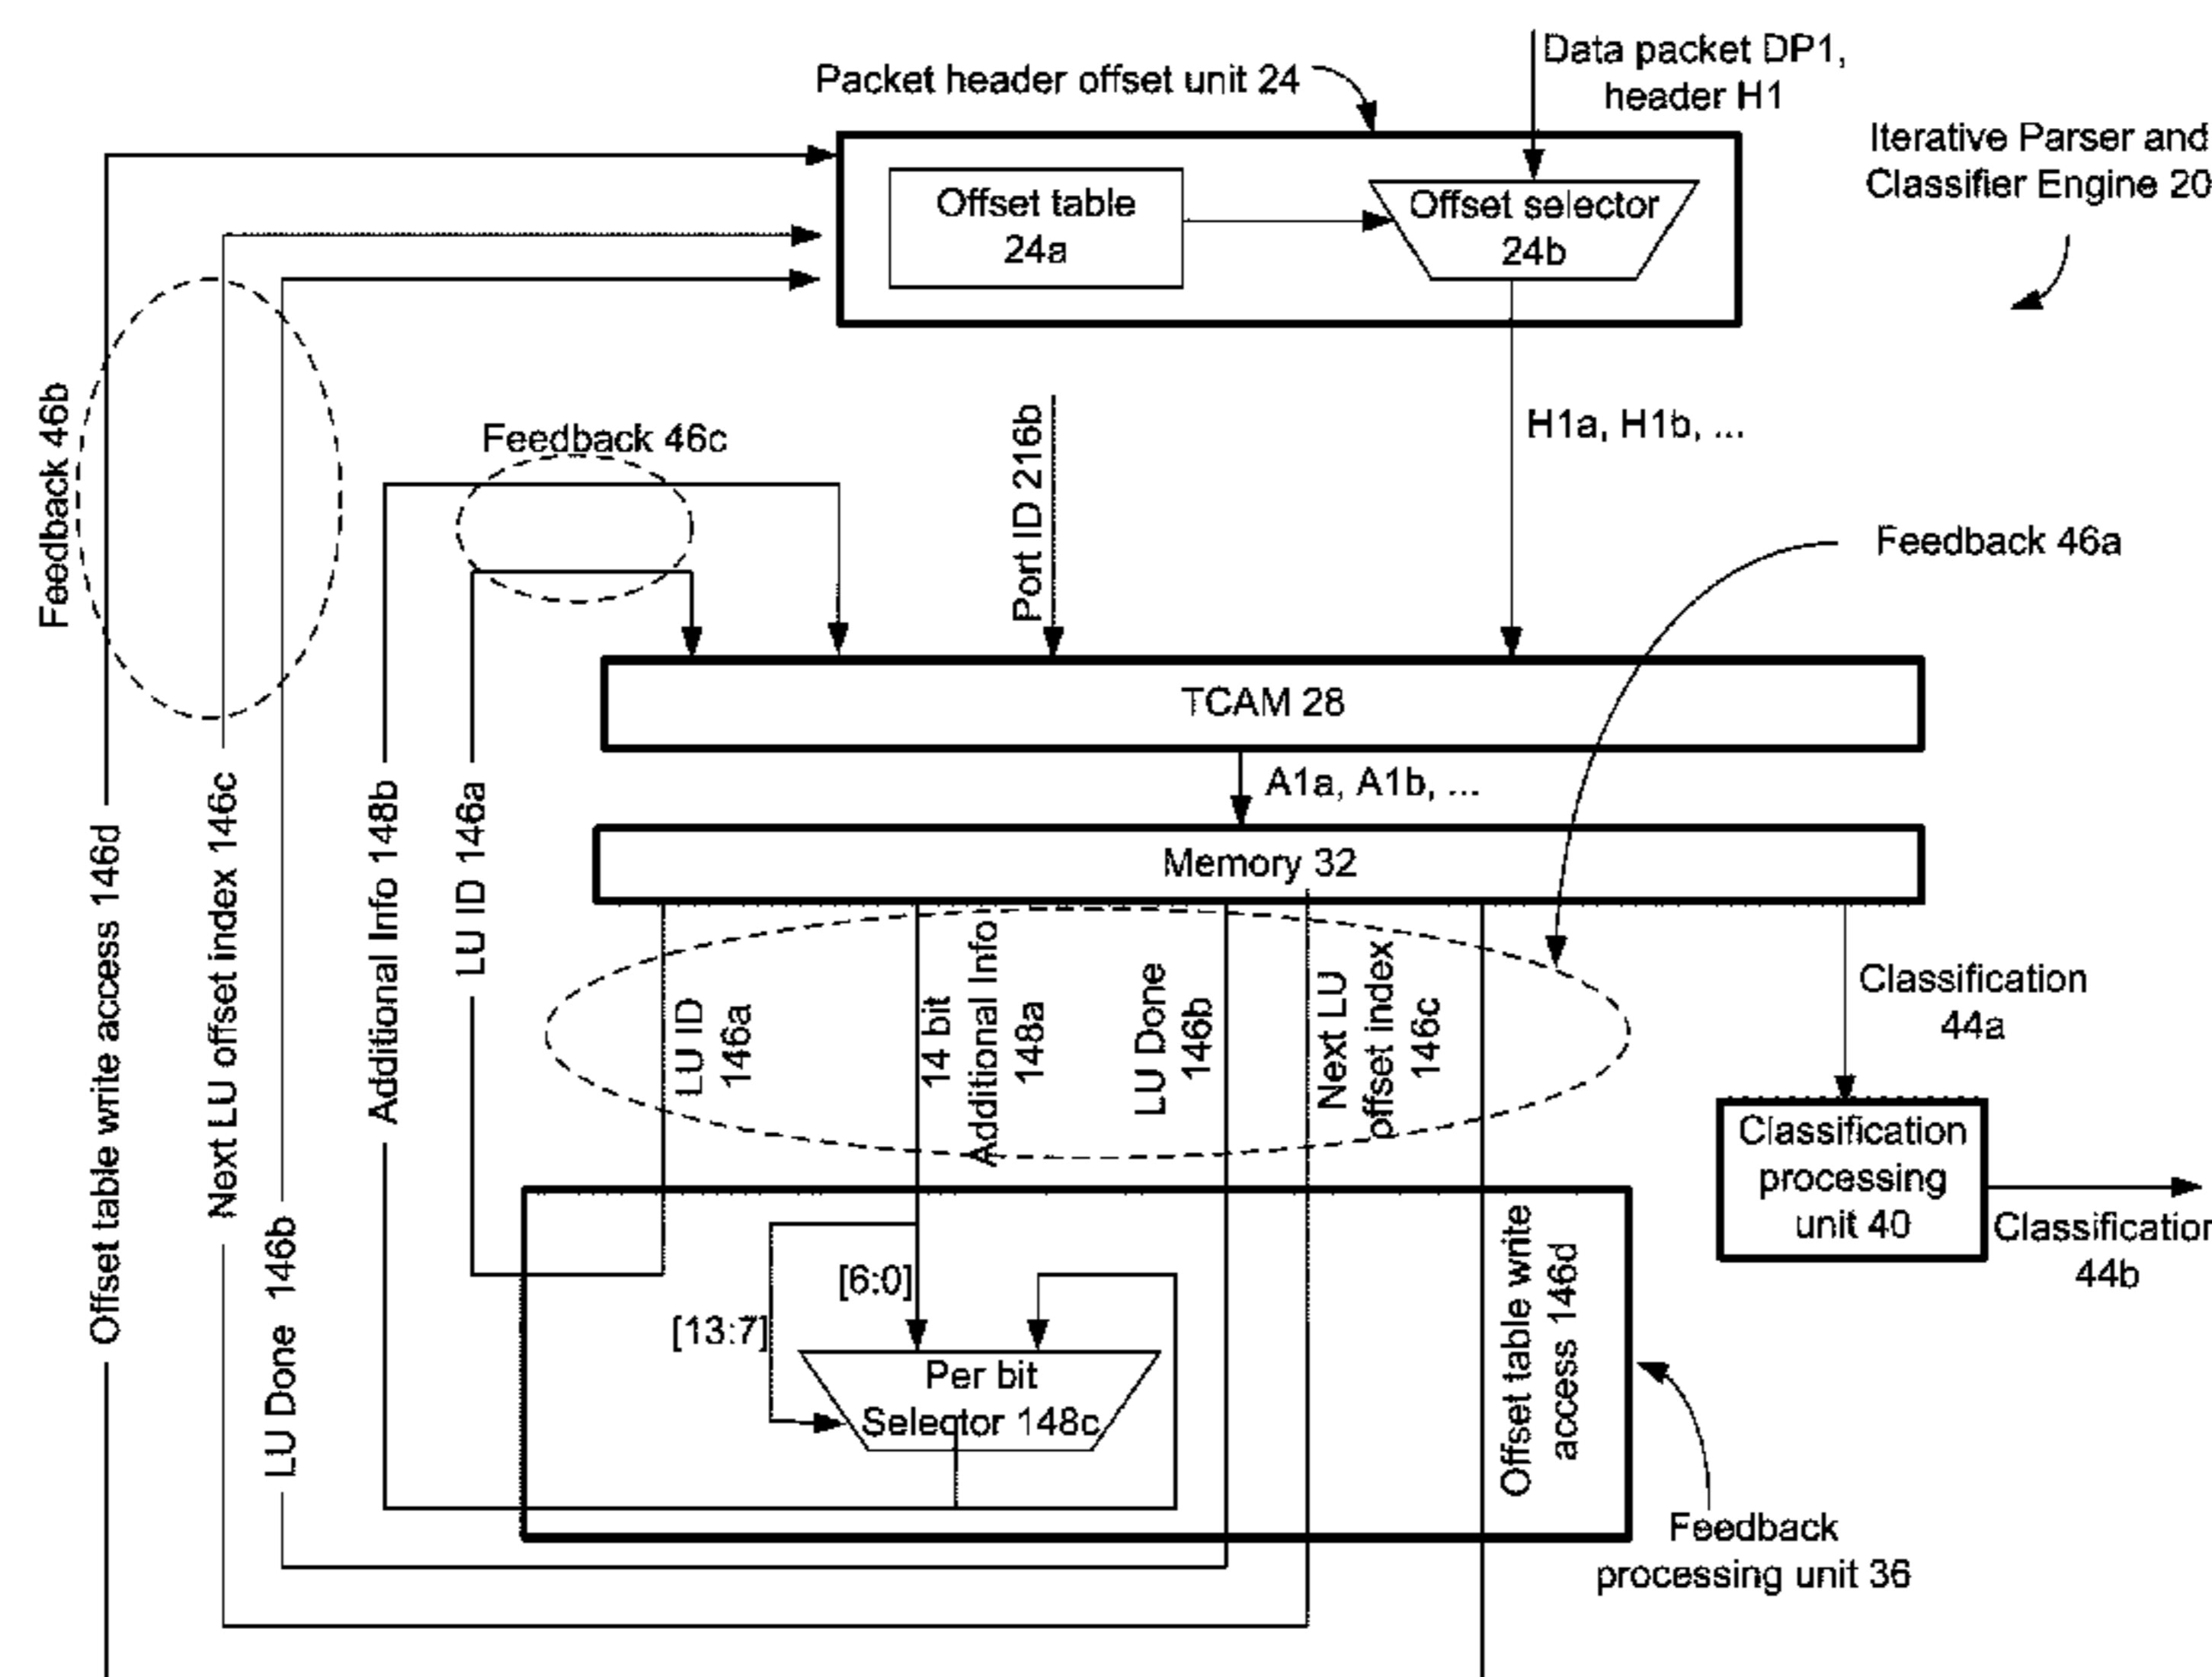 Data packet DP1,
header H1
Packet header offset unit 24
Iterative Parser and
Classifier Engine 20
Offset table
24a
Offset selector
24b
Feedback 46b
Feedback 46c
Port ID 216b
H1a, H1b, ...
Feedback 46a
TCAM 28
A1a, A1b, ...
Memory 32
Offset table write access 146d
Next LU offset index 146c
LU Done 146b
Additional Info 148b
LU ID 146a
LU ID
146a
14 bit
Additional Info
148a
LU Done
146b
Next LU
offset index
146c
Classification
44a
Classification
processing
unit 40
Classification
44b
[6:0]
[13:7]
Per bit
Selector 148c
Offset table write
access 146d
Feedback
processing unit 36